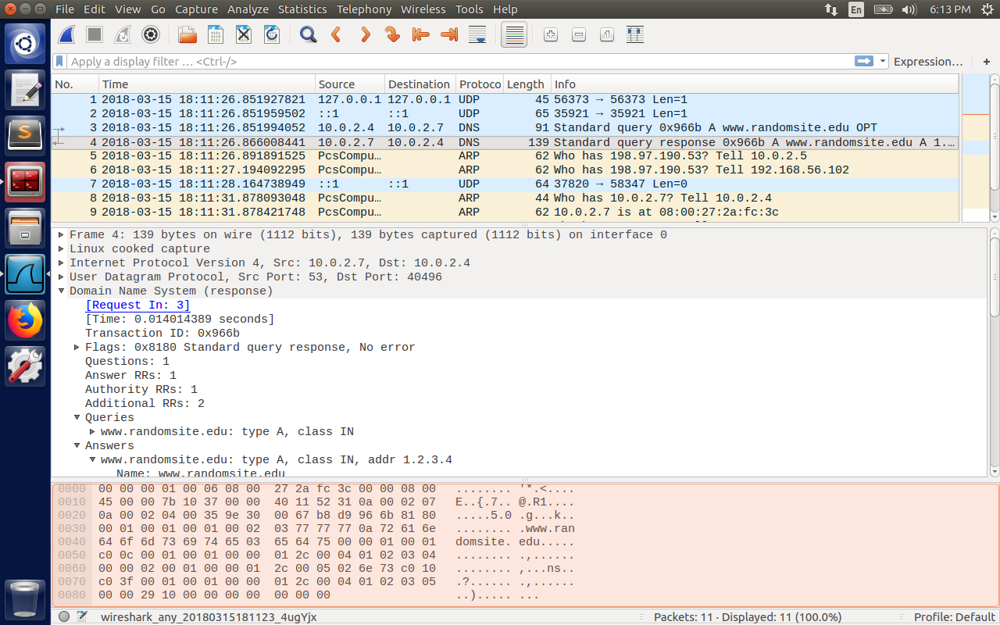 File Edit View Go Capture Analyze Statistics Telephony Wireless Tools Help En 6:13 PM
Apply a display filter … <Ctrl-/> Expression… +
No. Time Source Destination Protoco Length Info
1 2018-03-15 18:11:26.851927821 127.0.0.1 127.0.0.1 UDP 45 56373 → 56373 Len=1
2 2018-03-15 18:11:26.851959502 ::1 ::1 UDP 65 35921 → 35921 Len=1
3 2018-03-15 18:11:26.851994052 10.0.2.4 10.0.2.7 DNS 91 Standard query 0x966b A www.randomsite.edu OPT
4 2018-03-15 18:11:26.866008441 10.0.2.7 10.0.2.4 DNS 139 Standard query response 0x966b A www.randomsite.edu A 1.…
5 2018-03-15 18:11:26.891891525 PcsCompu… ARP 62 Who has 198.97.190.53? Tell 10.0.2.5
6 2018-03-15 18:11:27.194092295 PcsCompu… ARP 62 Who has 198.97.190.53? Tell 192.168.56.102
7 2018-03-15 18:11:28.164738949 ::1 ::1 UDP 64 37820 → 58347 Len=0
8 2018-03-15 18:11:31.878093048 PcsCompu… ARP 44 Who has 10.0.2.7? Tell 10.0.2.4
9 2018-03-15 18:11:31.878421748 PcsCompu… ARP 62 10.0.2.7 is at 08:00:27:2a:fc:3c
Frame 4: 139 bytes on wire (1112 bits), 139 bytes captured (1112 bits) on interface 0
Linux cooked capture
Internet Protocol Version 4, Src: 10.0.2.7, Dst: 10.0.2.4
User Datagram Protocol, Src Port: 53, Dst Port: 40496
Domain Name System (response)
[Request In: 3]
[Time: 0.014014389 seconds]
Transaction ID: 0x966b
Flags: 0x8180 Standard query response, No error
Questions: 1
Answer RRs: 1
Authority RRs: 1
Additional RRs: 2
Queries
www.randomsite.edu: type A, class IN
Answers
www.randomsite.edu: type A, class IN, addr 1.2.3.4
Name: www.randomsite.edu
0000 00 00 00 01 00 06 08 00 27 2a fc 3c 00 00 08 00 ........ '*.<....
0010 45 00 00 7b 10 37 00 00 40 11 52 31 0a 00 02 07 E..{.7.. @.R1....
0020 0a 00 02 04 00 35 9e 30 00 67 b8 d9 96 6b 81 80 .....5.0 .g...k..
0030 00 01 00 01 00 01 00 02 03 77 77 77 0a 72 61 6e ........ .www.ran
0040 64 6f 6d 73 69 74 65 03 65 64 75 00 00 01 00 01 domsite. edu.....
0050 c0 0c 00 01 00 01 00 00 01 2c 00 04 01 02 03 04 ........ .,......
0060 00 00 02 00 01 00 00 01 2c 00 05 02 6e 73 c0 10 ........ ,...ns..
0070 c0 3f 00 01 00 01 00 00 01 2c 00 04 01 02 03 05 .?...... .,......
0080 00 00 29 10 00 00 00 00 00 00 00 ..)..... ...
wireshark_any_20180315181123_4ugYjx Packets: 11 · Displayed: 11 (100.0%) Profile: Default